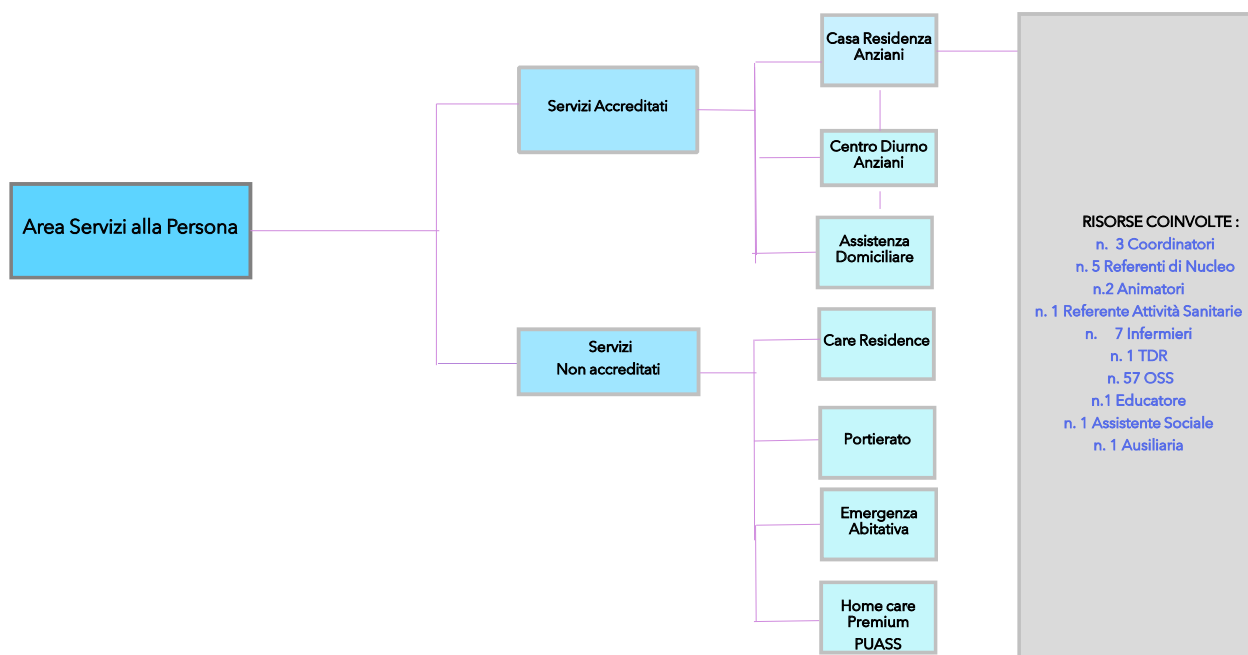 Area Servizi alla Persona
Servizi Accreditati
Casa Residenza
Anziani
Centro Diurno
Anziani
Assistenza
Domiciliare
Servizi
Non accreditati
Care Residence
Portierato
Emergenza
Abitativa
Home care
Premium
PUASS
RISORSE COINVOLTE :
n. 3 Coordinatori
n. 5 Referenti di Nucleo
n.2 Animatori
n. 1 Referente Attività Sanitarie
n. 7 Infermieri
n. 1 TDR
n. 57 OSS
n.1 Educatore
n. 1 Assistente Sociale
n. 1 Ausiliaria